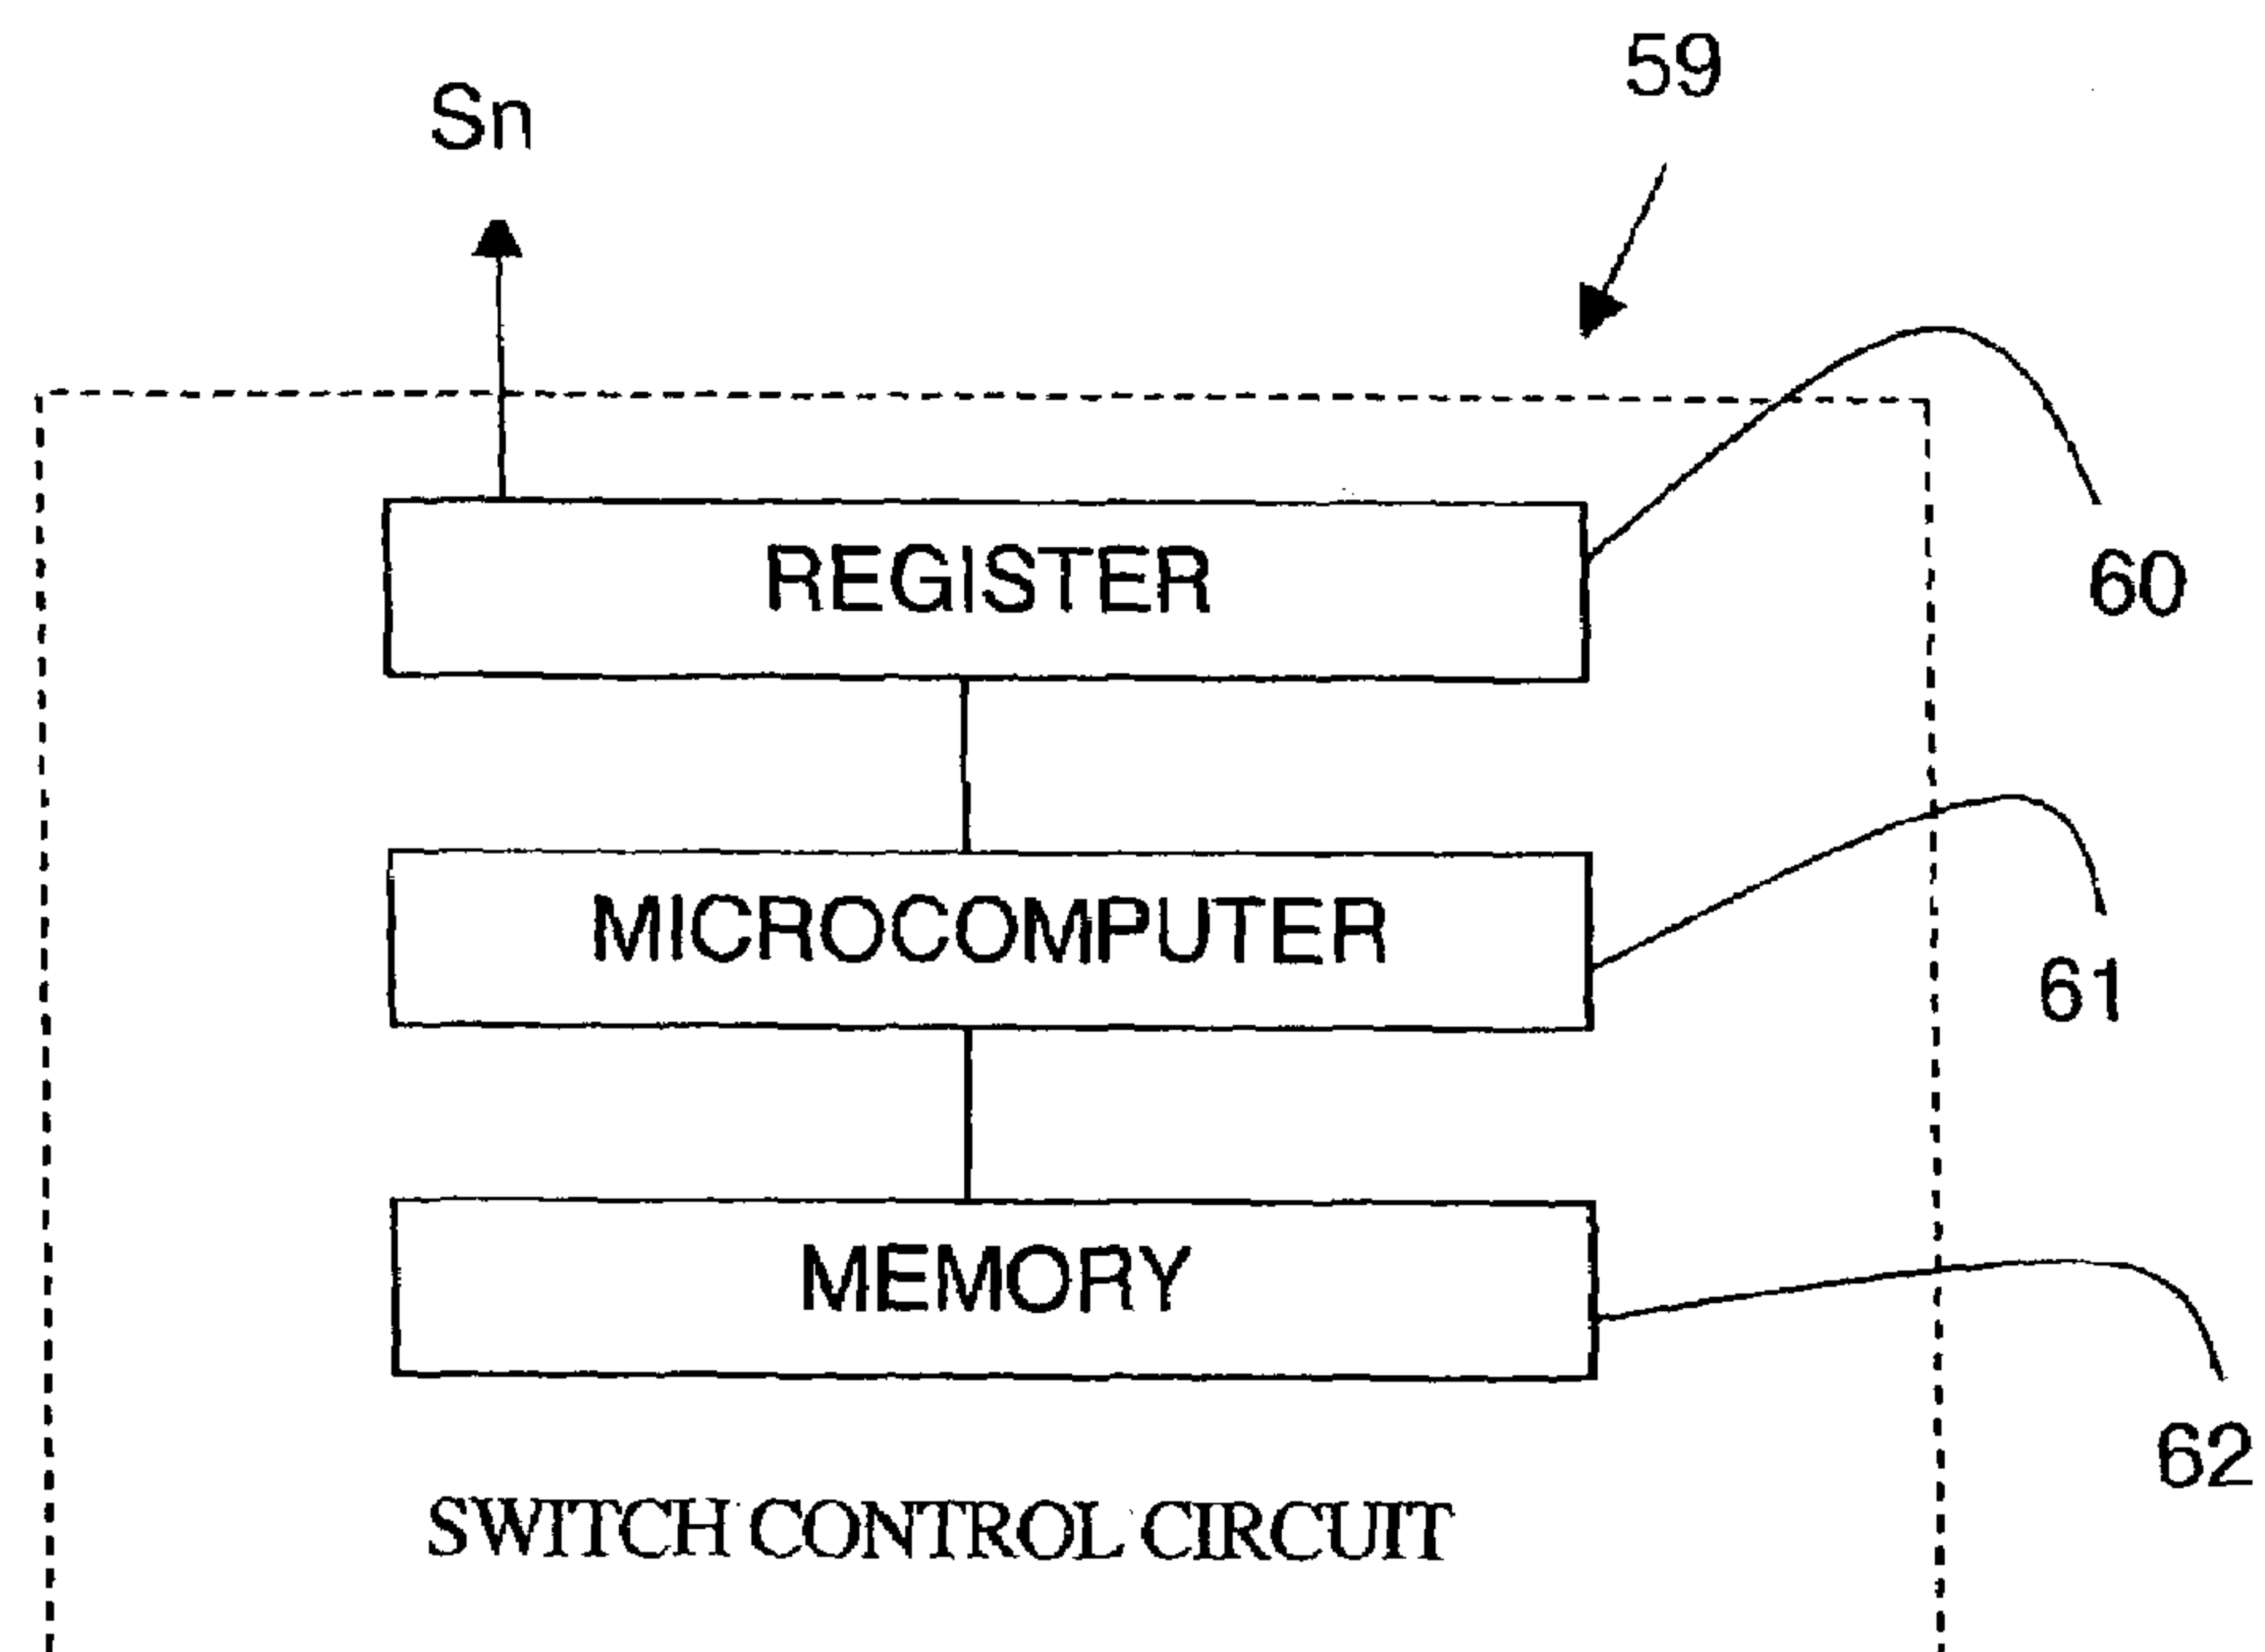 59
Sn
REGISTER
60
MICROCOMPUTER
61
MEMORY
62
SWITCH CONTROL CIRCUIT